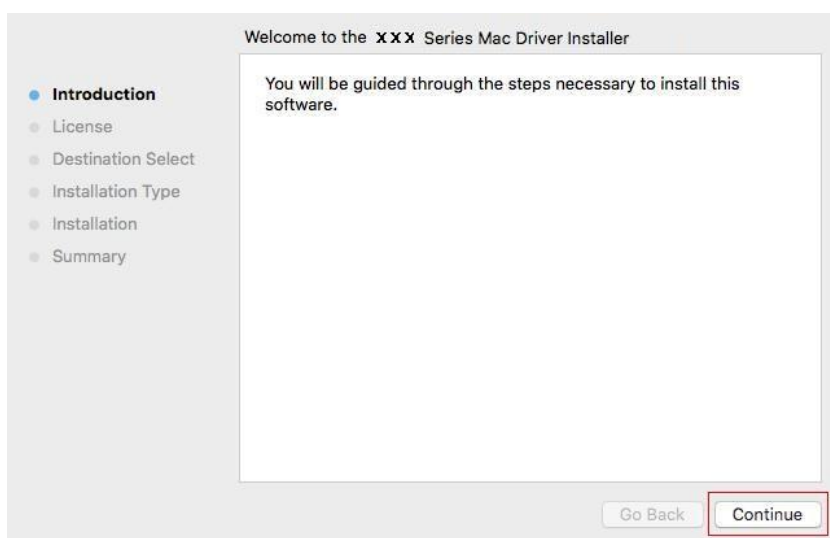 Welcome to the xxx Series Mac Driver Installer
Introduction
License
Destination Select
Installation Type
Installation
Summary
You will be guided through the steps necessary to install this
software.
Go Back
Continue